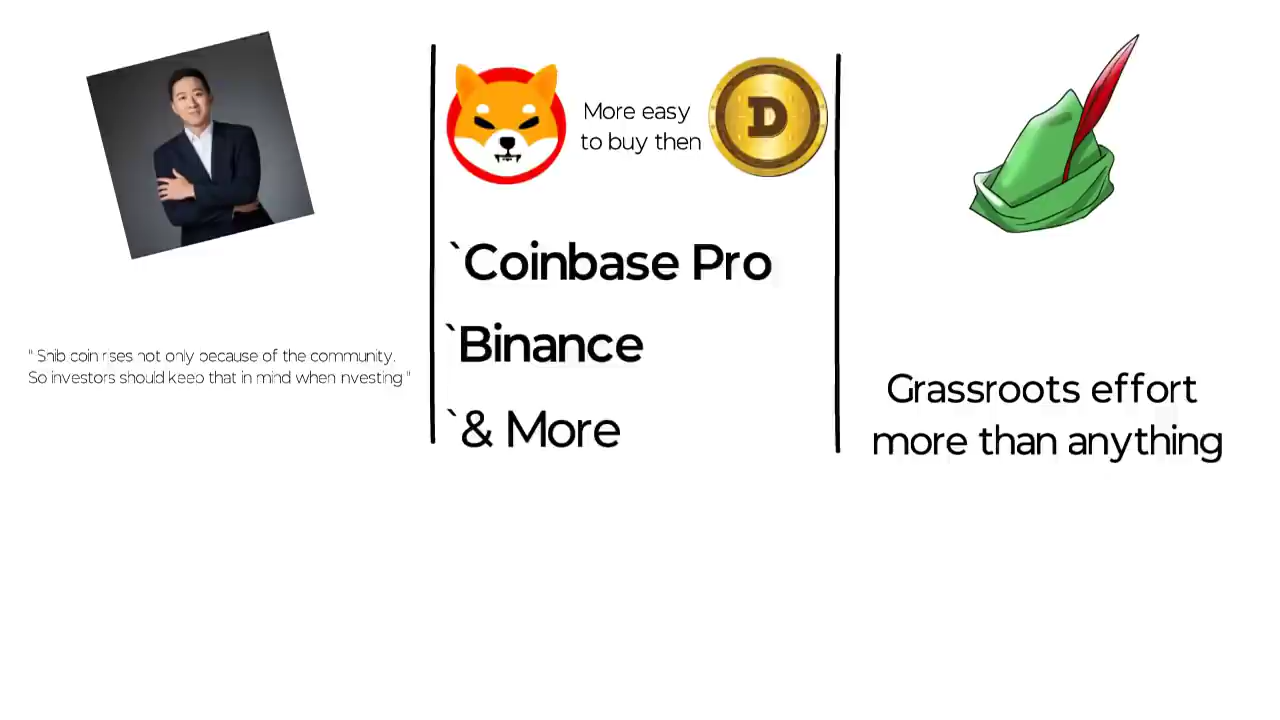 " Shib coin rises not only because of the community.
So investors should keep that in mind when nvesting "
More easy
to buy then
D
`Coinbase Pro
`Binance
`& More
Grassroots effort
more than anything